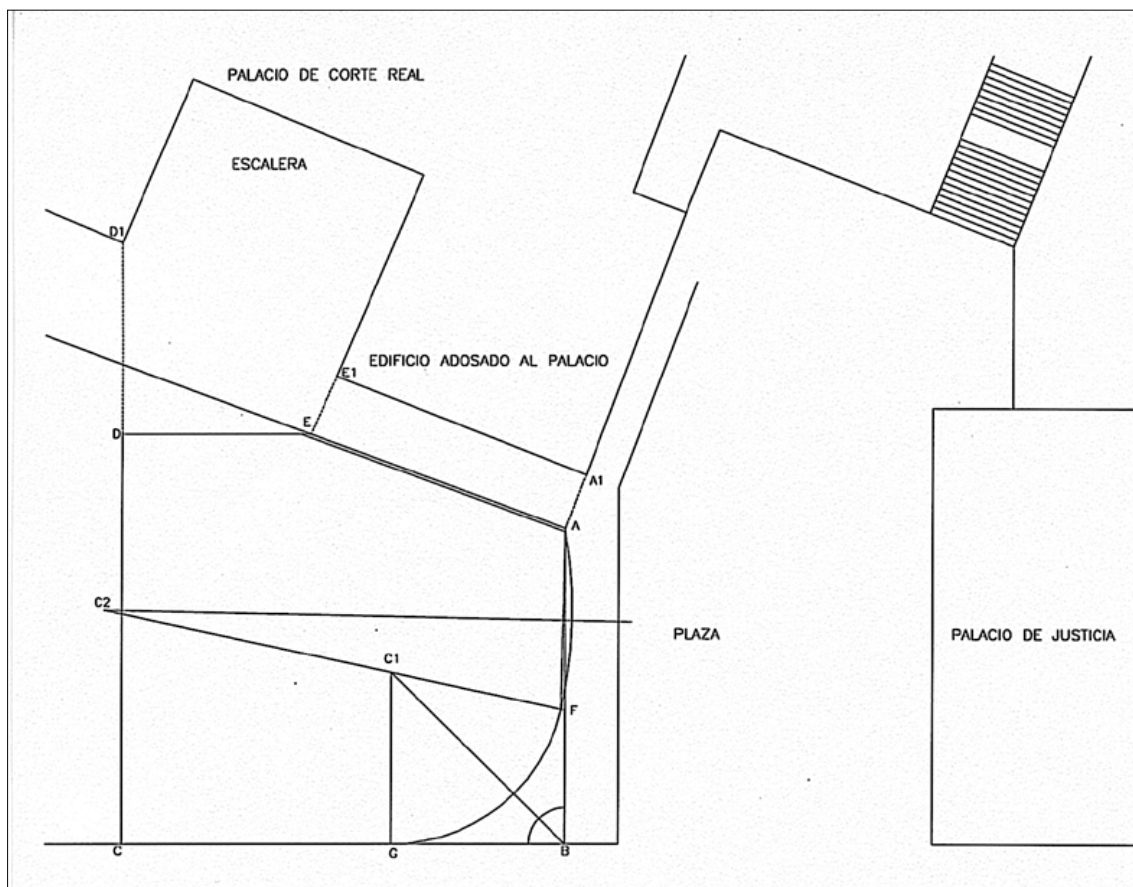 PALACIO DE CORTE REAL
ESCALERA
D1
E1
EDIFICIO ADOSADO AL PALACIO
E
D
A1
A
C2
PLAZA
PALACIO DE JUSTICIA
C1
F
C
G
B